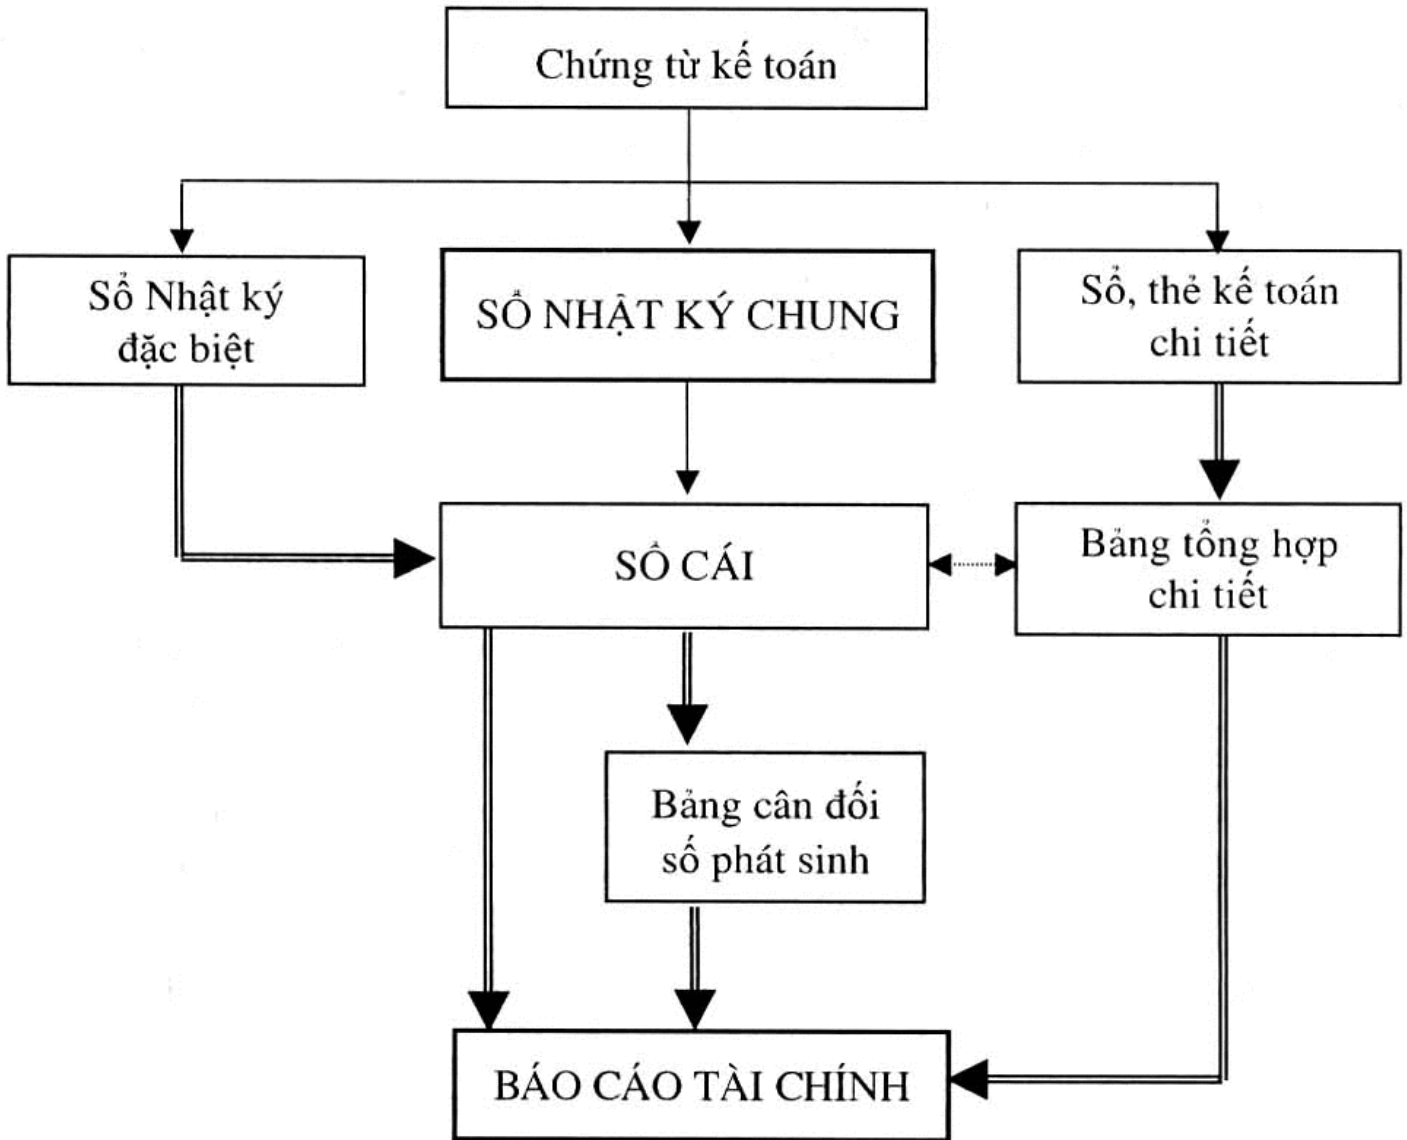 Chứng từ kế toán
Sổ Nhật ký
đặc biệt
SỔ NHẬT KÝ CHUNG
Sổ, thẻ kế toán
chi tiết
SỔ CÁI
Bảng tổng hợp
chi tiết
Bảng cân đối
số phát sinh
BÁO CÁO TÀI CHÍNH